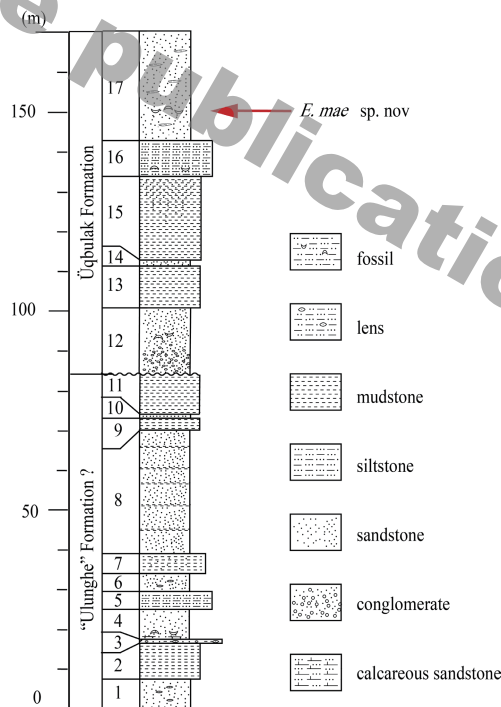 (m)
150
100
50
0
Üqbulak Formation
"Ulunghe" Formation ?
17
16
15
14
13
12
11
10
9
8
7
6
5
4
3
2
1
E. mae sp. nov
fossil
lens
mudstone
siltstone
sandstone
conglomerate
calcareous sandstone
e publicatio